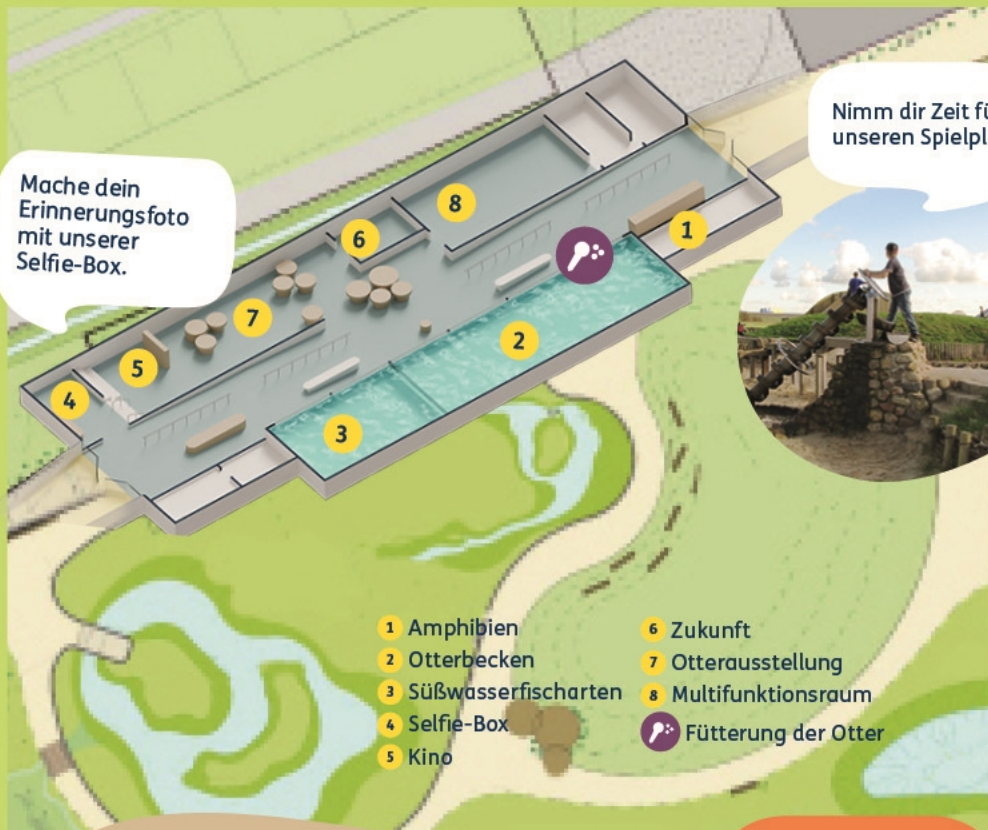 Mache dein
Erinnerungsfoto
mit unserer
Selfie-Box.
Nimm dir Zeit
unseren
8
6
1
7
2
5
4
3
1 Amphibien
2 Otterbecken
3 Süßwasserfischarten
4 Selfie-Box
5 Kino
6 Zukunft
7 Otterausstellung
8 Multifunktionsraum
Fütterung der Otter